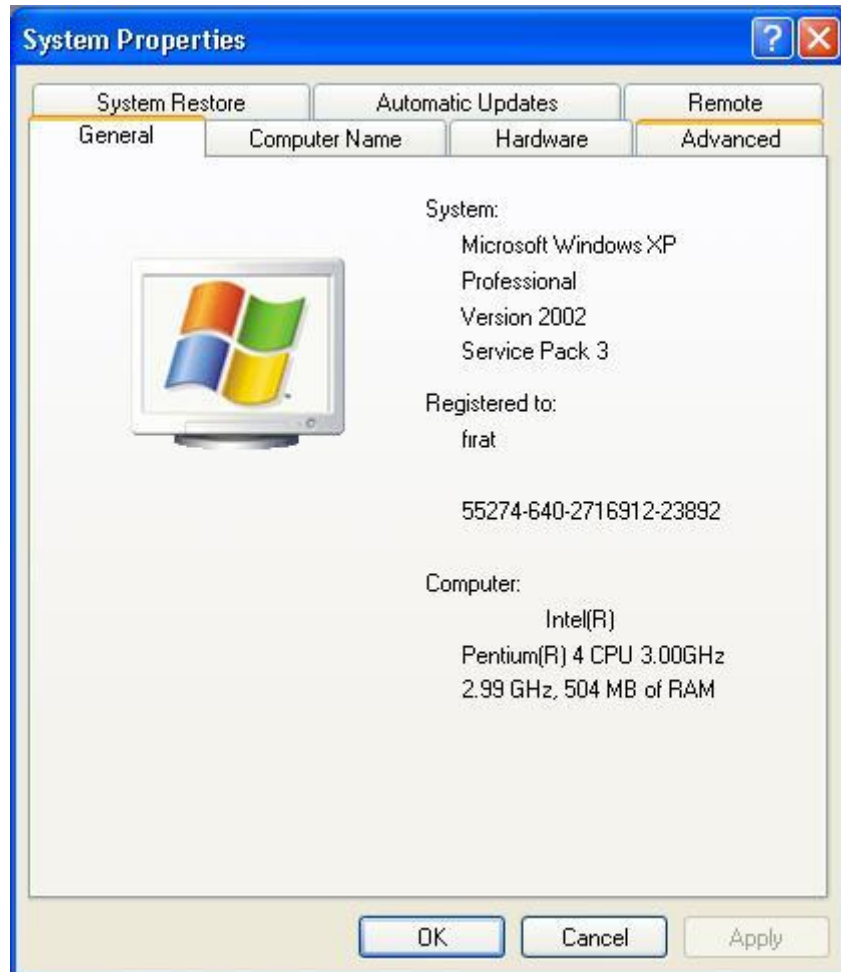 System Properties
System Restore Automatic Updates Remote
General Computer Name Hardware Advanced
System:
Microsoft Windows XP
Professional
Version 2002
Service Pack 3
Registered to:
fırat
55274-640-2716912-23892
Computer:
Intel(R)
Pentium(R) 4 CPU 3.00GHz
2.99 GHz, 504 MB of RAM
OK Cancel Apply